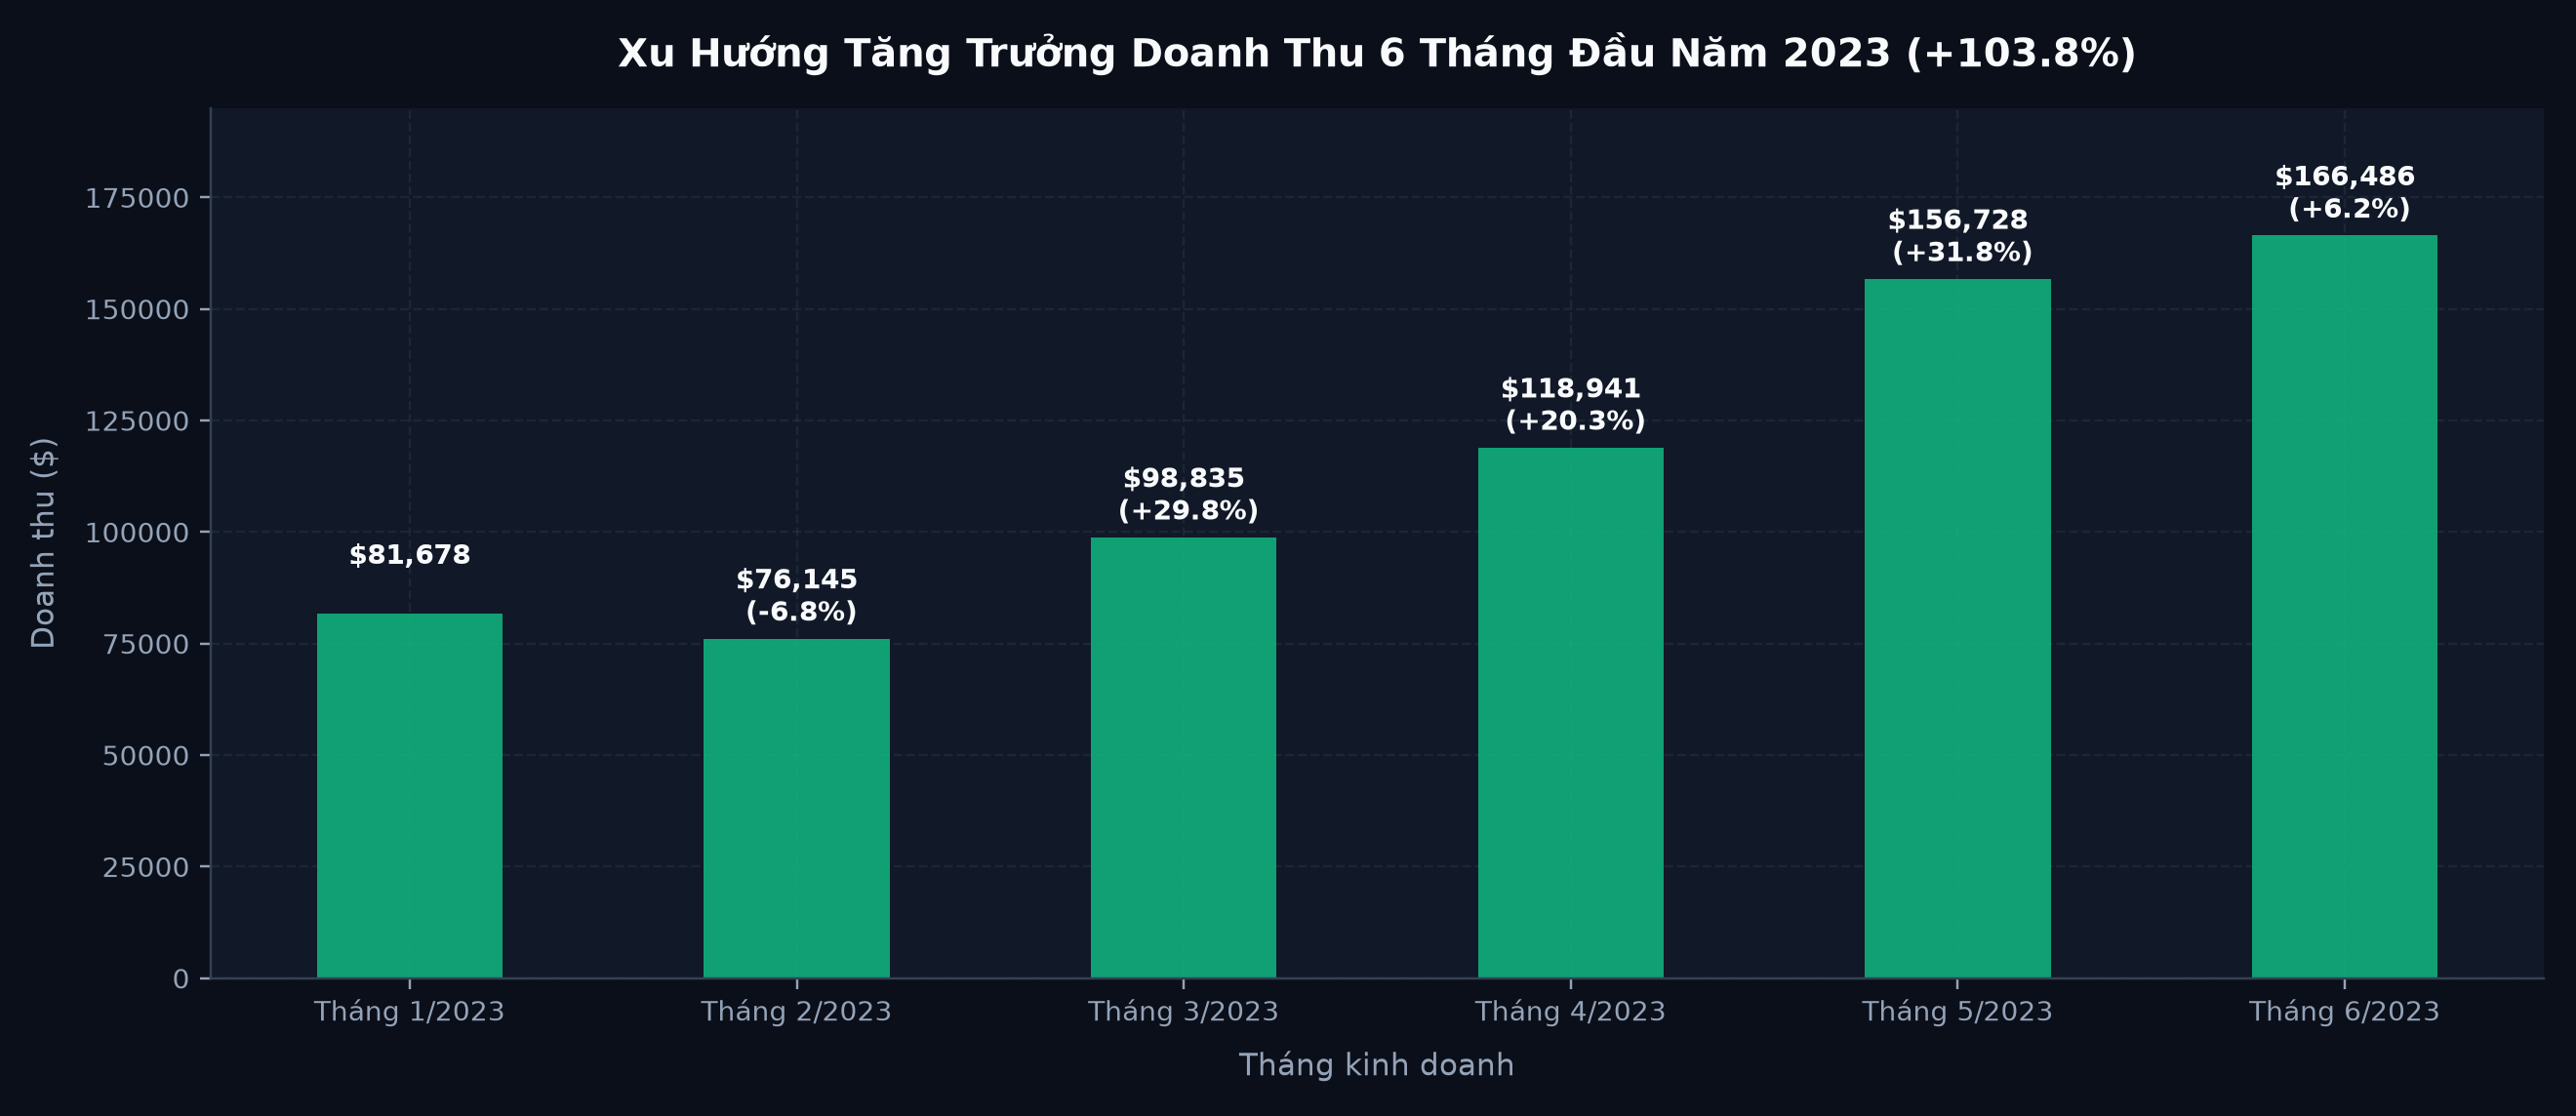 Xu Hướng Tăng Trưởng Doanh Thu 6 Tháng Đầu Năm 2023 (+103.8%)
Doanh thu ($)
175000
150000
125000
100000
75000
50000
25000
0
$81,678
$76,145
(-6.8%)
$98,835
(+29.8%)
$118,941
(+20.3%)
$156,728
(+31.8%)
$166,486
(+6.2%)
Tháng 1/2023
Tháng 2/2023
Tháng 3/2023
Tháng 4/2023
Tháng 5/2023
Tháng 6/2023
Tháng kinh doanh